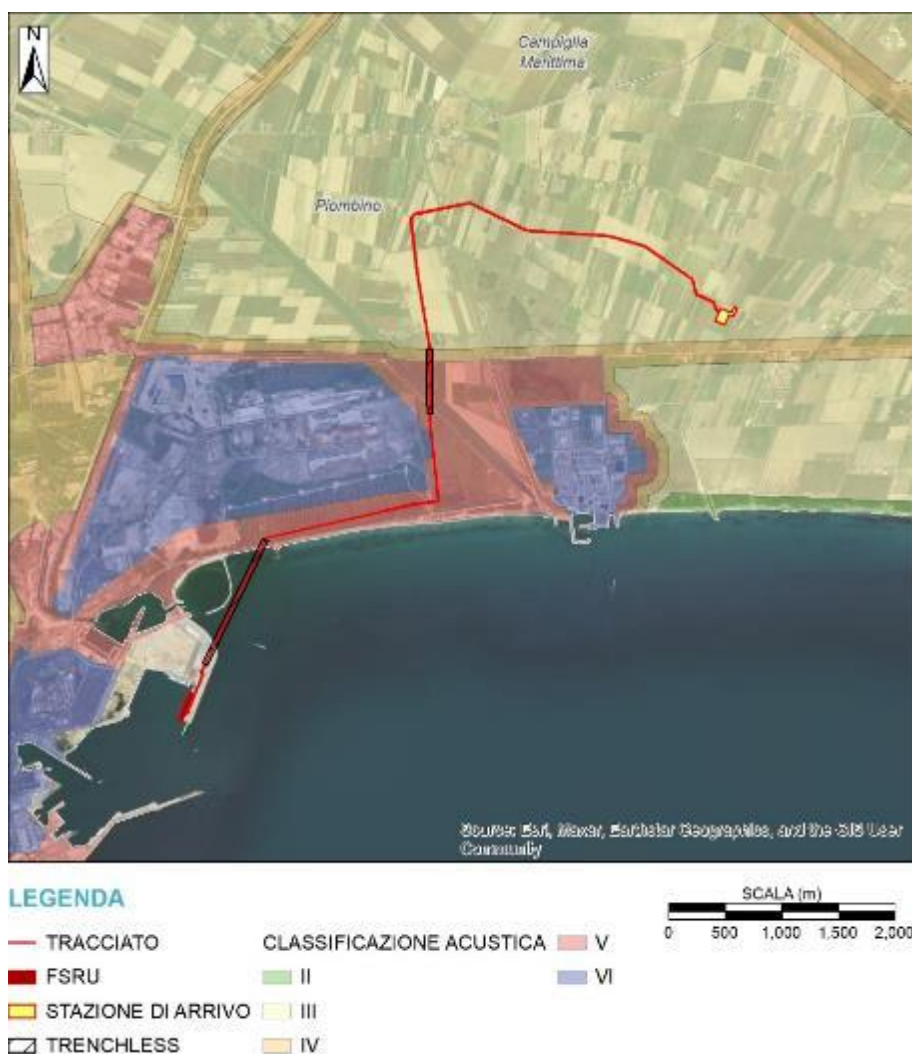 N
Campiglia
Marittima
Piombino
Source: Esri, Maxar, Earthstar Geographics, and the GIS User
Community
LEGENDA
TRACCIATO
FSRU
STAZIONE DI ARRIVO
TRENCHLESS
CLASSIFICAZIONE ACUSTICA
II
III
IV
V
VI
SCALA (m)
0 500 1,000 1,500 2,000